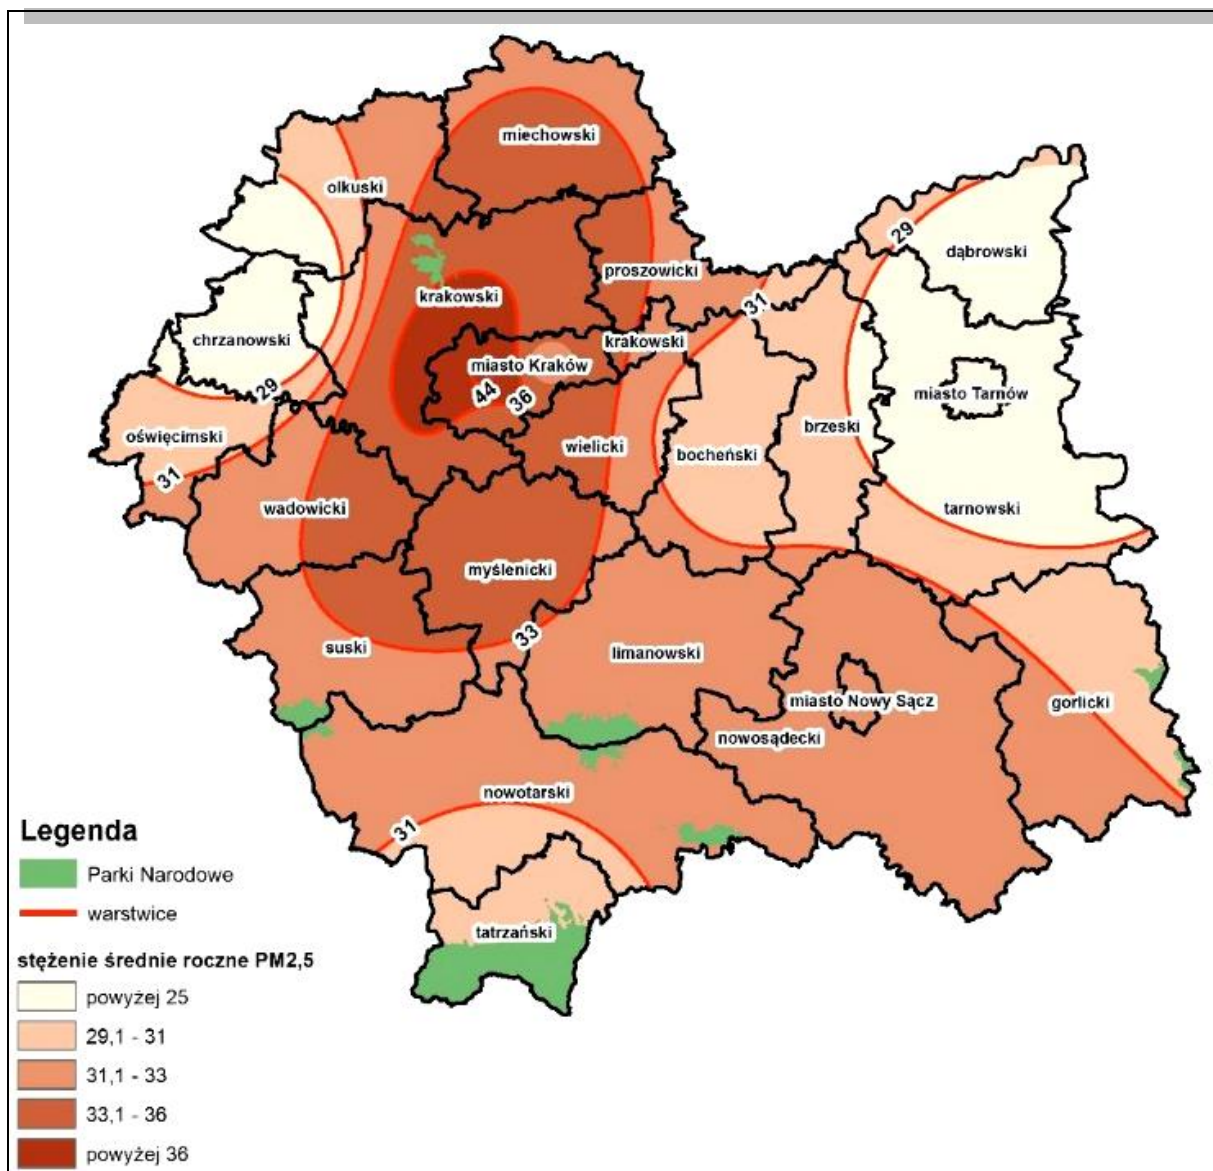 miechowski
olkuski
29
dąbrowski
proszowicki
krakowski
31
chrzanowski
krakowski
miasto Kraków
29
44
36
miasto Tarnów
oświęcimski
brzeski
wielicki
bocheński
31
wadowicki
tarnowski
myślenicki
33
suski
limanowski
miasto Nowy Sącz
gorlicki
nowosądecki
nowotarski
31
tatrzański
Legenda
Parki Narodowe
warstwice
stężenie średnie roczne PM2,5
powyżej 25
29,1 - 31
31,1 - 33
33,1 - 36
powyżej 36